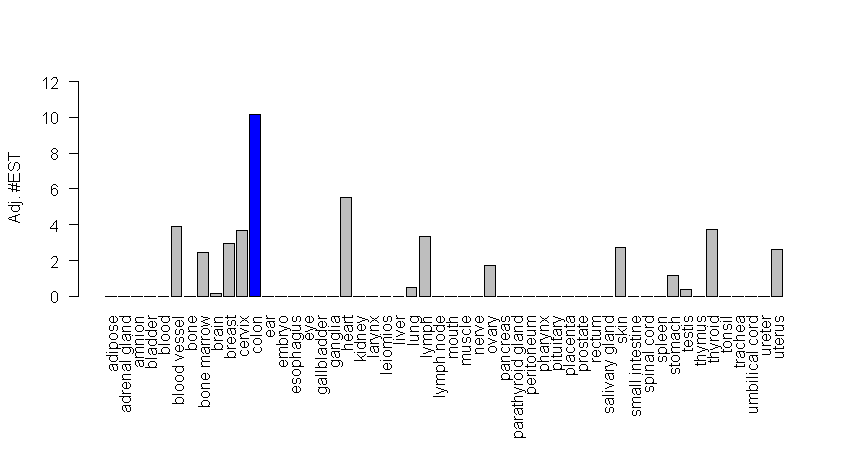 Adj. #EST
12
10
8
6
4
2
0
adipose
adrenal gland
amnion
bladder
blood
blood vessel
bone
bone marrow
brain
breast
cervix
colon
ear
embryo
esophagus
eye
gallbladder
ganglia
heart
kidney
larynx
leiomios
liver
lung
lymph
lymph node
mouth
muscle
nerve
ovary
pancreas
parathyroid gland
peritoneum
pharynx
pituitary
placenta
prostate
rectum
salivary gland
skin
small intestine
spinal cord
spleen
stomach
testis
thymus
thyroid
tonsil
trachea
umbilical cord
ureter
uterus